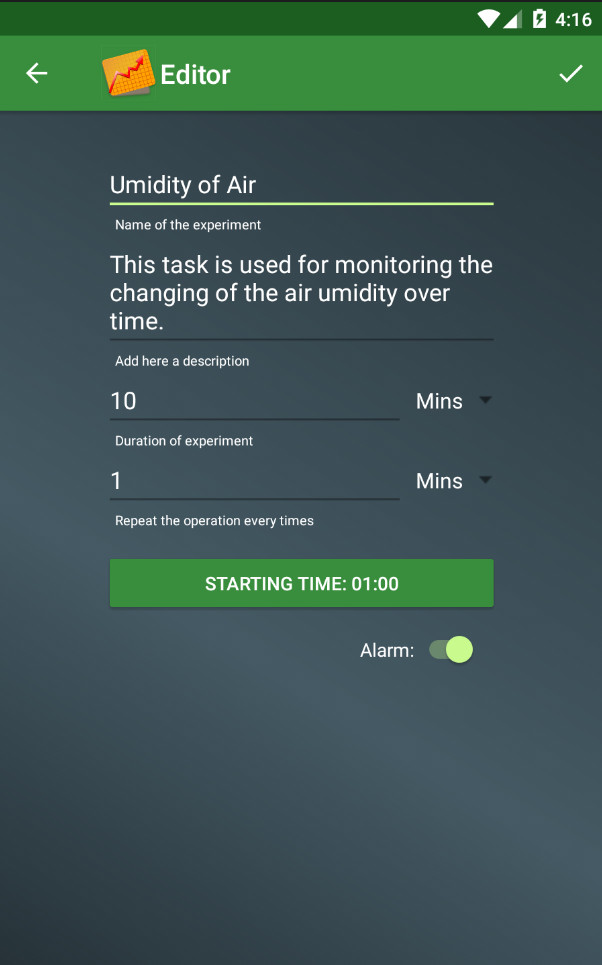 4:16
Editor
Umidity of Air
Name of the experiment
This task is used for monitoring the
changing of the air umidity over
time.
Add here a description
10 Mins
Duration of experiment
1 Mins
Repeat the operation every times
STARTING TIME: 01:00
Alarm: